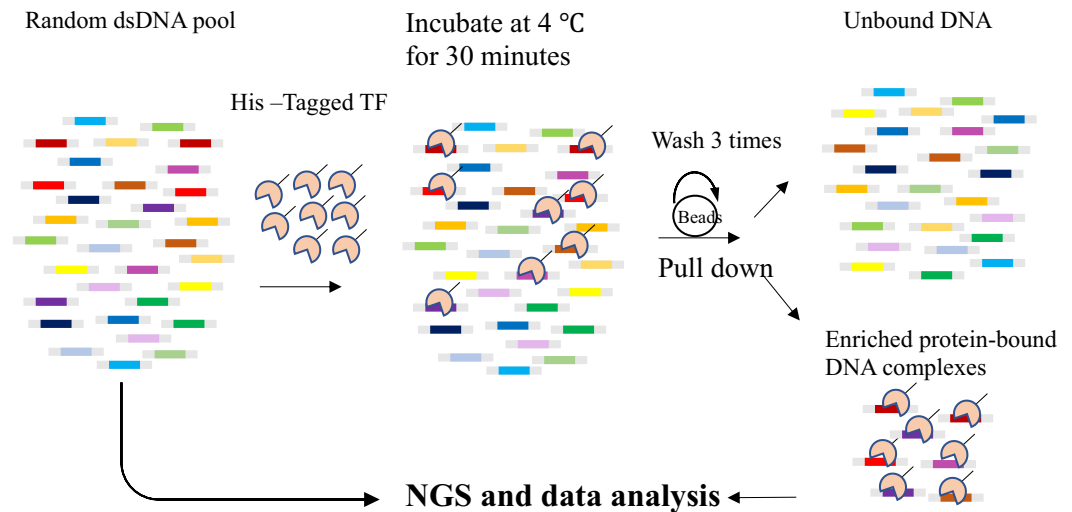 Random dsDNA pool
Incubate at 4 ℃
for 30 minutes
Unbound DNA
His –Tagged TF
Wash 3 times
Beads
Pull down
Enriched protein-bound
DNA complexes
NGS and data analysis